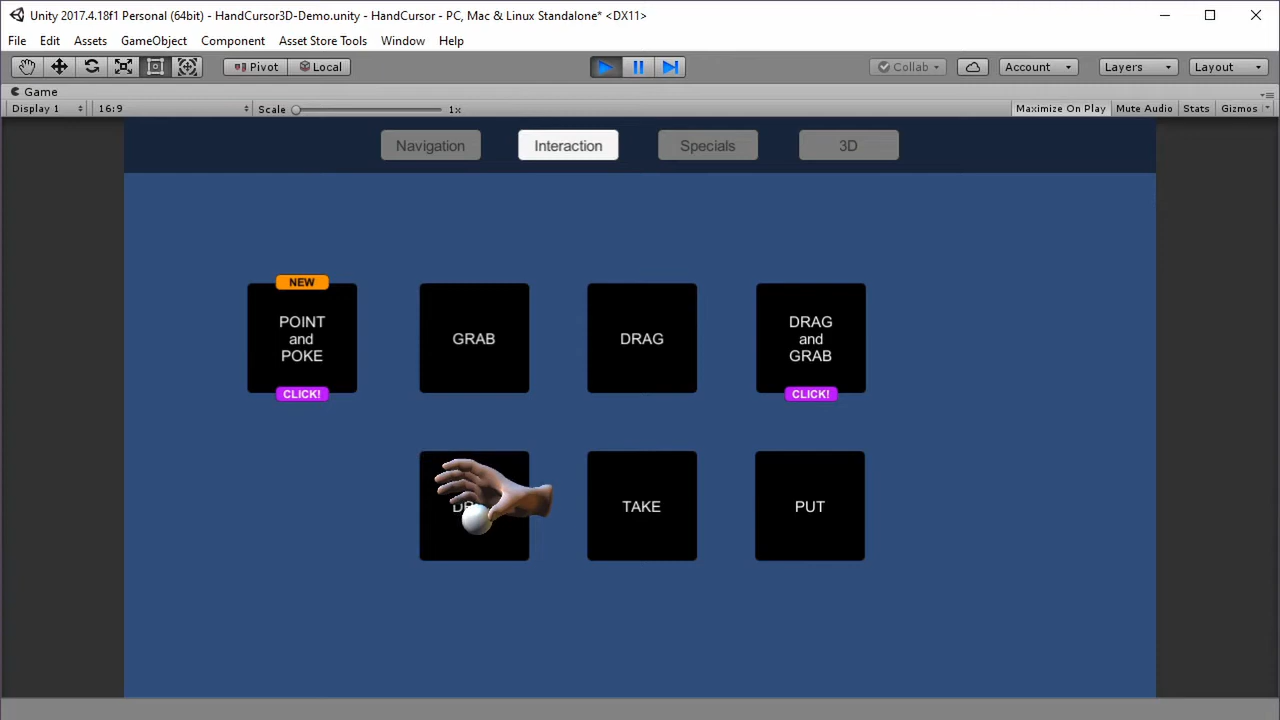 Unity 2017.4.18f1 Personal (64bit) - HandCursor3D-Demo.unity - HandCursor - PC, Mac & Linux Standalone* <DX11>
File Edit Assets GameObject Component Asset Store Tools Window Help
Pivot Local Collab Account Layers Layout
Game
Display 1 16:9 Scale 1x Maximize On Play Mute Audio Stats Gizmos
Navigation Interaction Specials 3D
NEW
POINT
and
POKE
CLICK!
GRAB
DRAG
DRAG
and
GRAB
CLICK!
TAKE
PUT